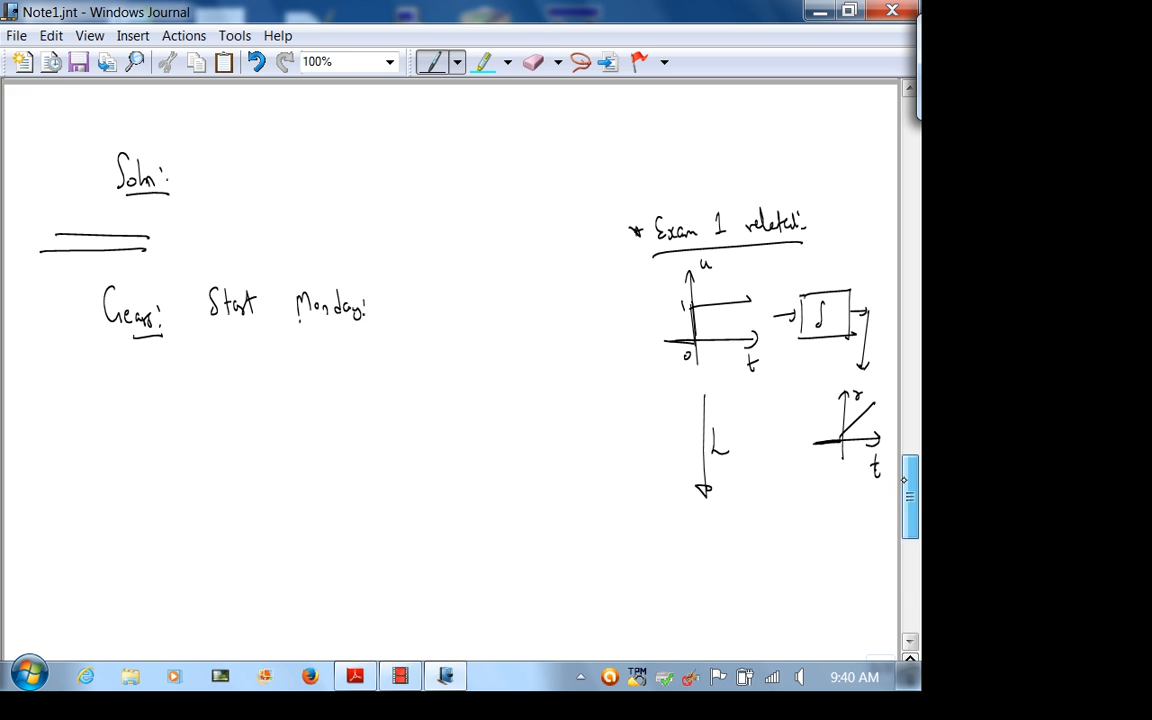 Note1.jnt - Windows Journal
File Edit View Insert Actions Tools Help
100%
Soln:
* Exam 1 related:
u
1
0
t
∫
Gears: Start Monday!
r
t
L
TAM
9:40 AM